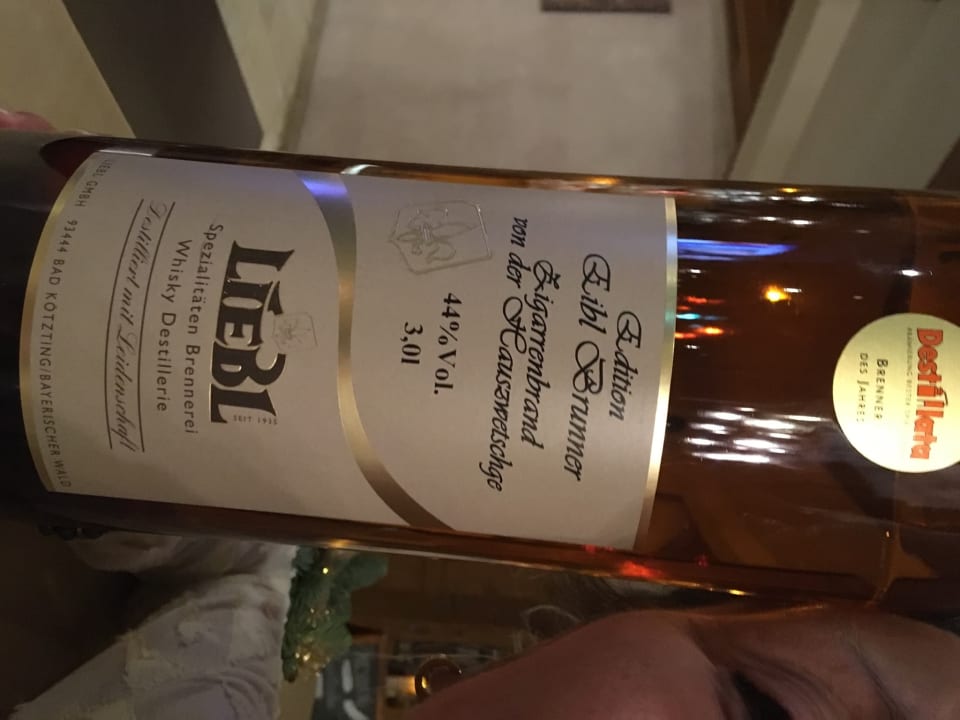 Destillata
BRENNER
DES JAHRES
Edition
Eibl Brunner
Zigarrenbrand
von der Hauszwetschge
44%Vol.
3,0l
LIEBL
SEIT 1935
Spezialitäten Brennerei
Whisky Destillerie
Destilliert mit Leidenschaft
LIEBL GMBH 93444 BAD KÖTZTING/BAYERISCHER WALD